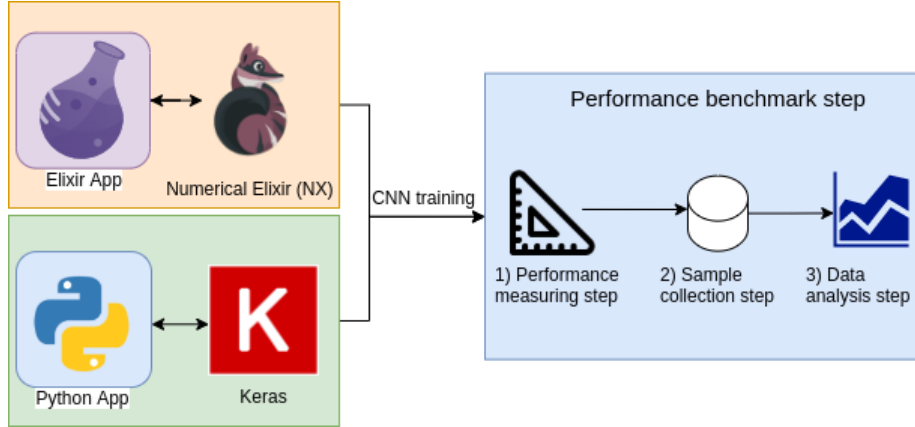 Elixir App
Numerical Elixir (NX)
Python App
K
Keras
CNN training
Performance benchmark step
1) Performance
measuring step
2) Sample
collection step
3) Data
analysis step